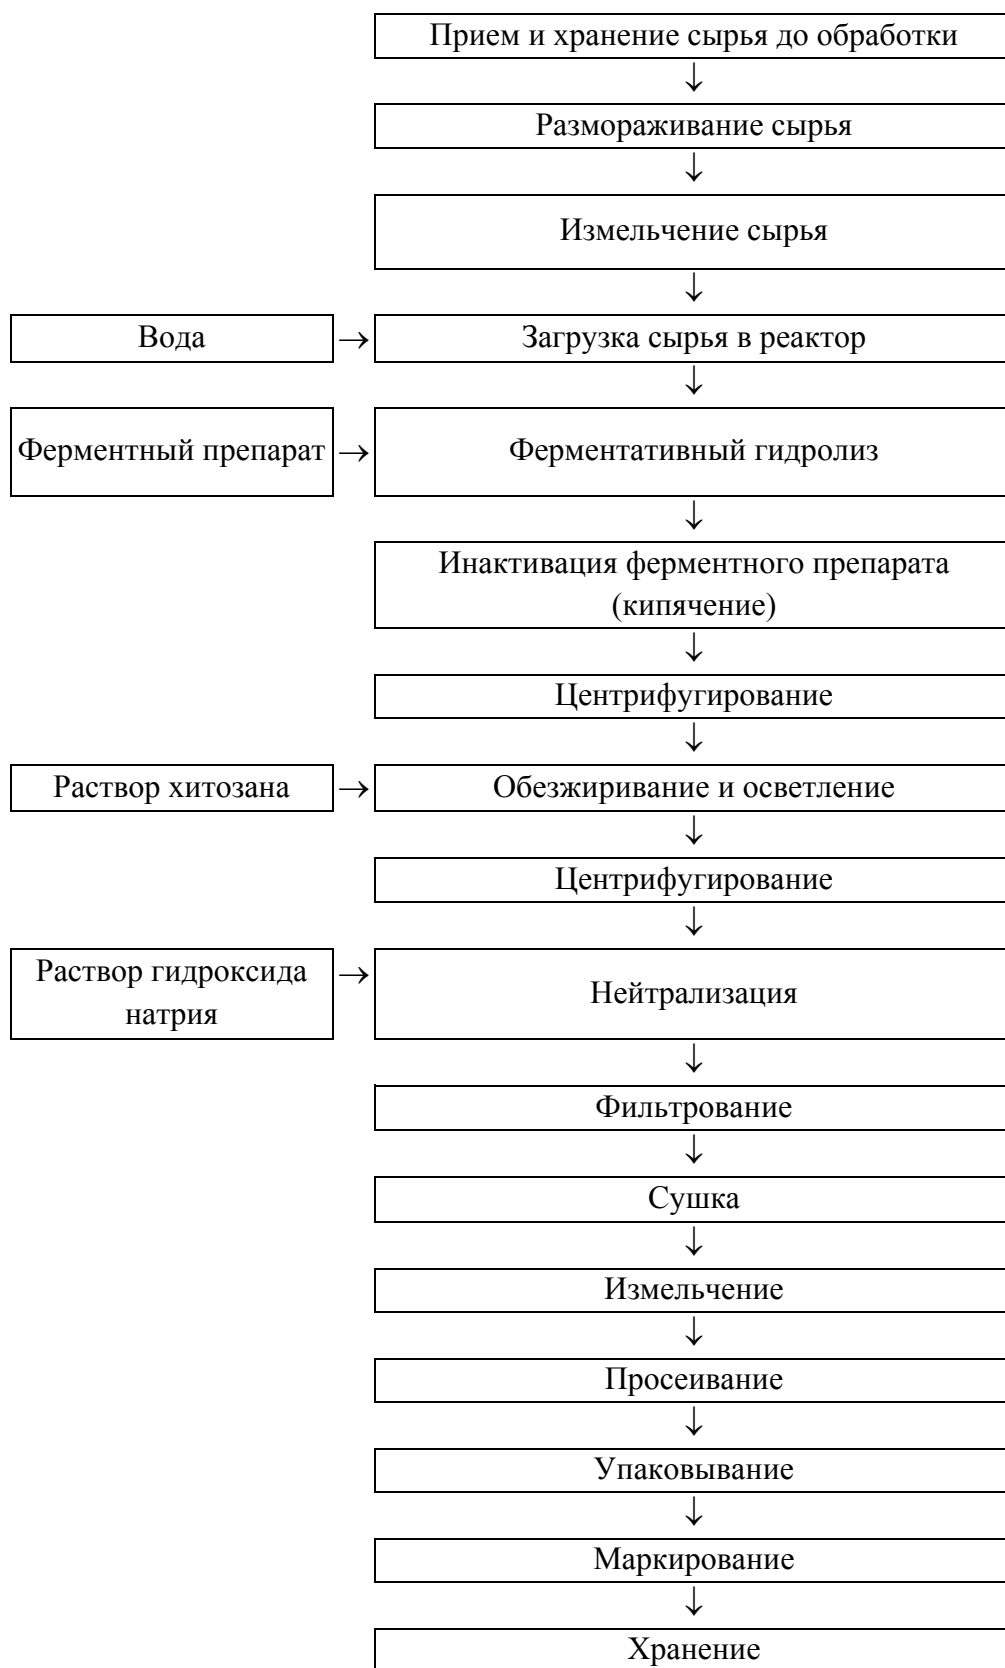 Прием и хранение сырья до обработки
↓
Размораживание сырья
↓
Измельчение сырья
↓
Вода → Загрузка сырья в реактор
↓
Ферментный препарат → Ферментативный гидролиз
↓
Инактивация ферментного препарата
(кипячение)
↓
Центрифугирование
↓
Раствор хитозана → Обезжиривание и осветление
↓
Центрифугирование
↓
Раствор гидроксида
натрия
→ Нейтрализация
↓
Фильтрование
↓
Сушка
↓
Измельчение
↓
Просеивание
↓
Упаковывание
↓
Маркирование
↓
Хранение